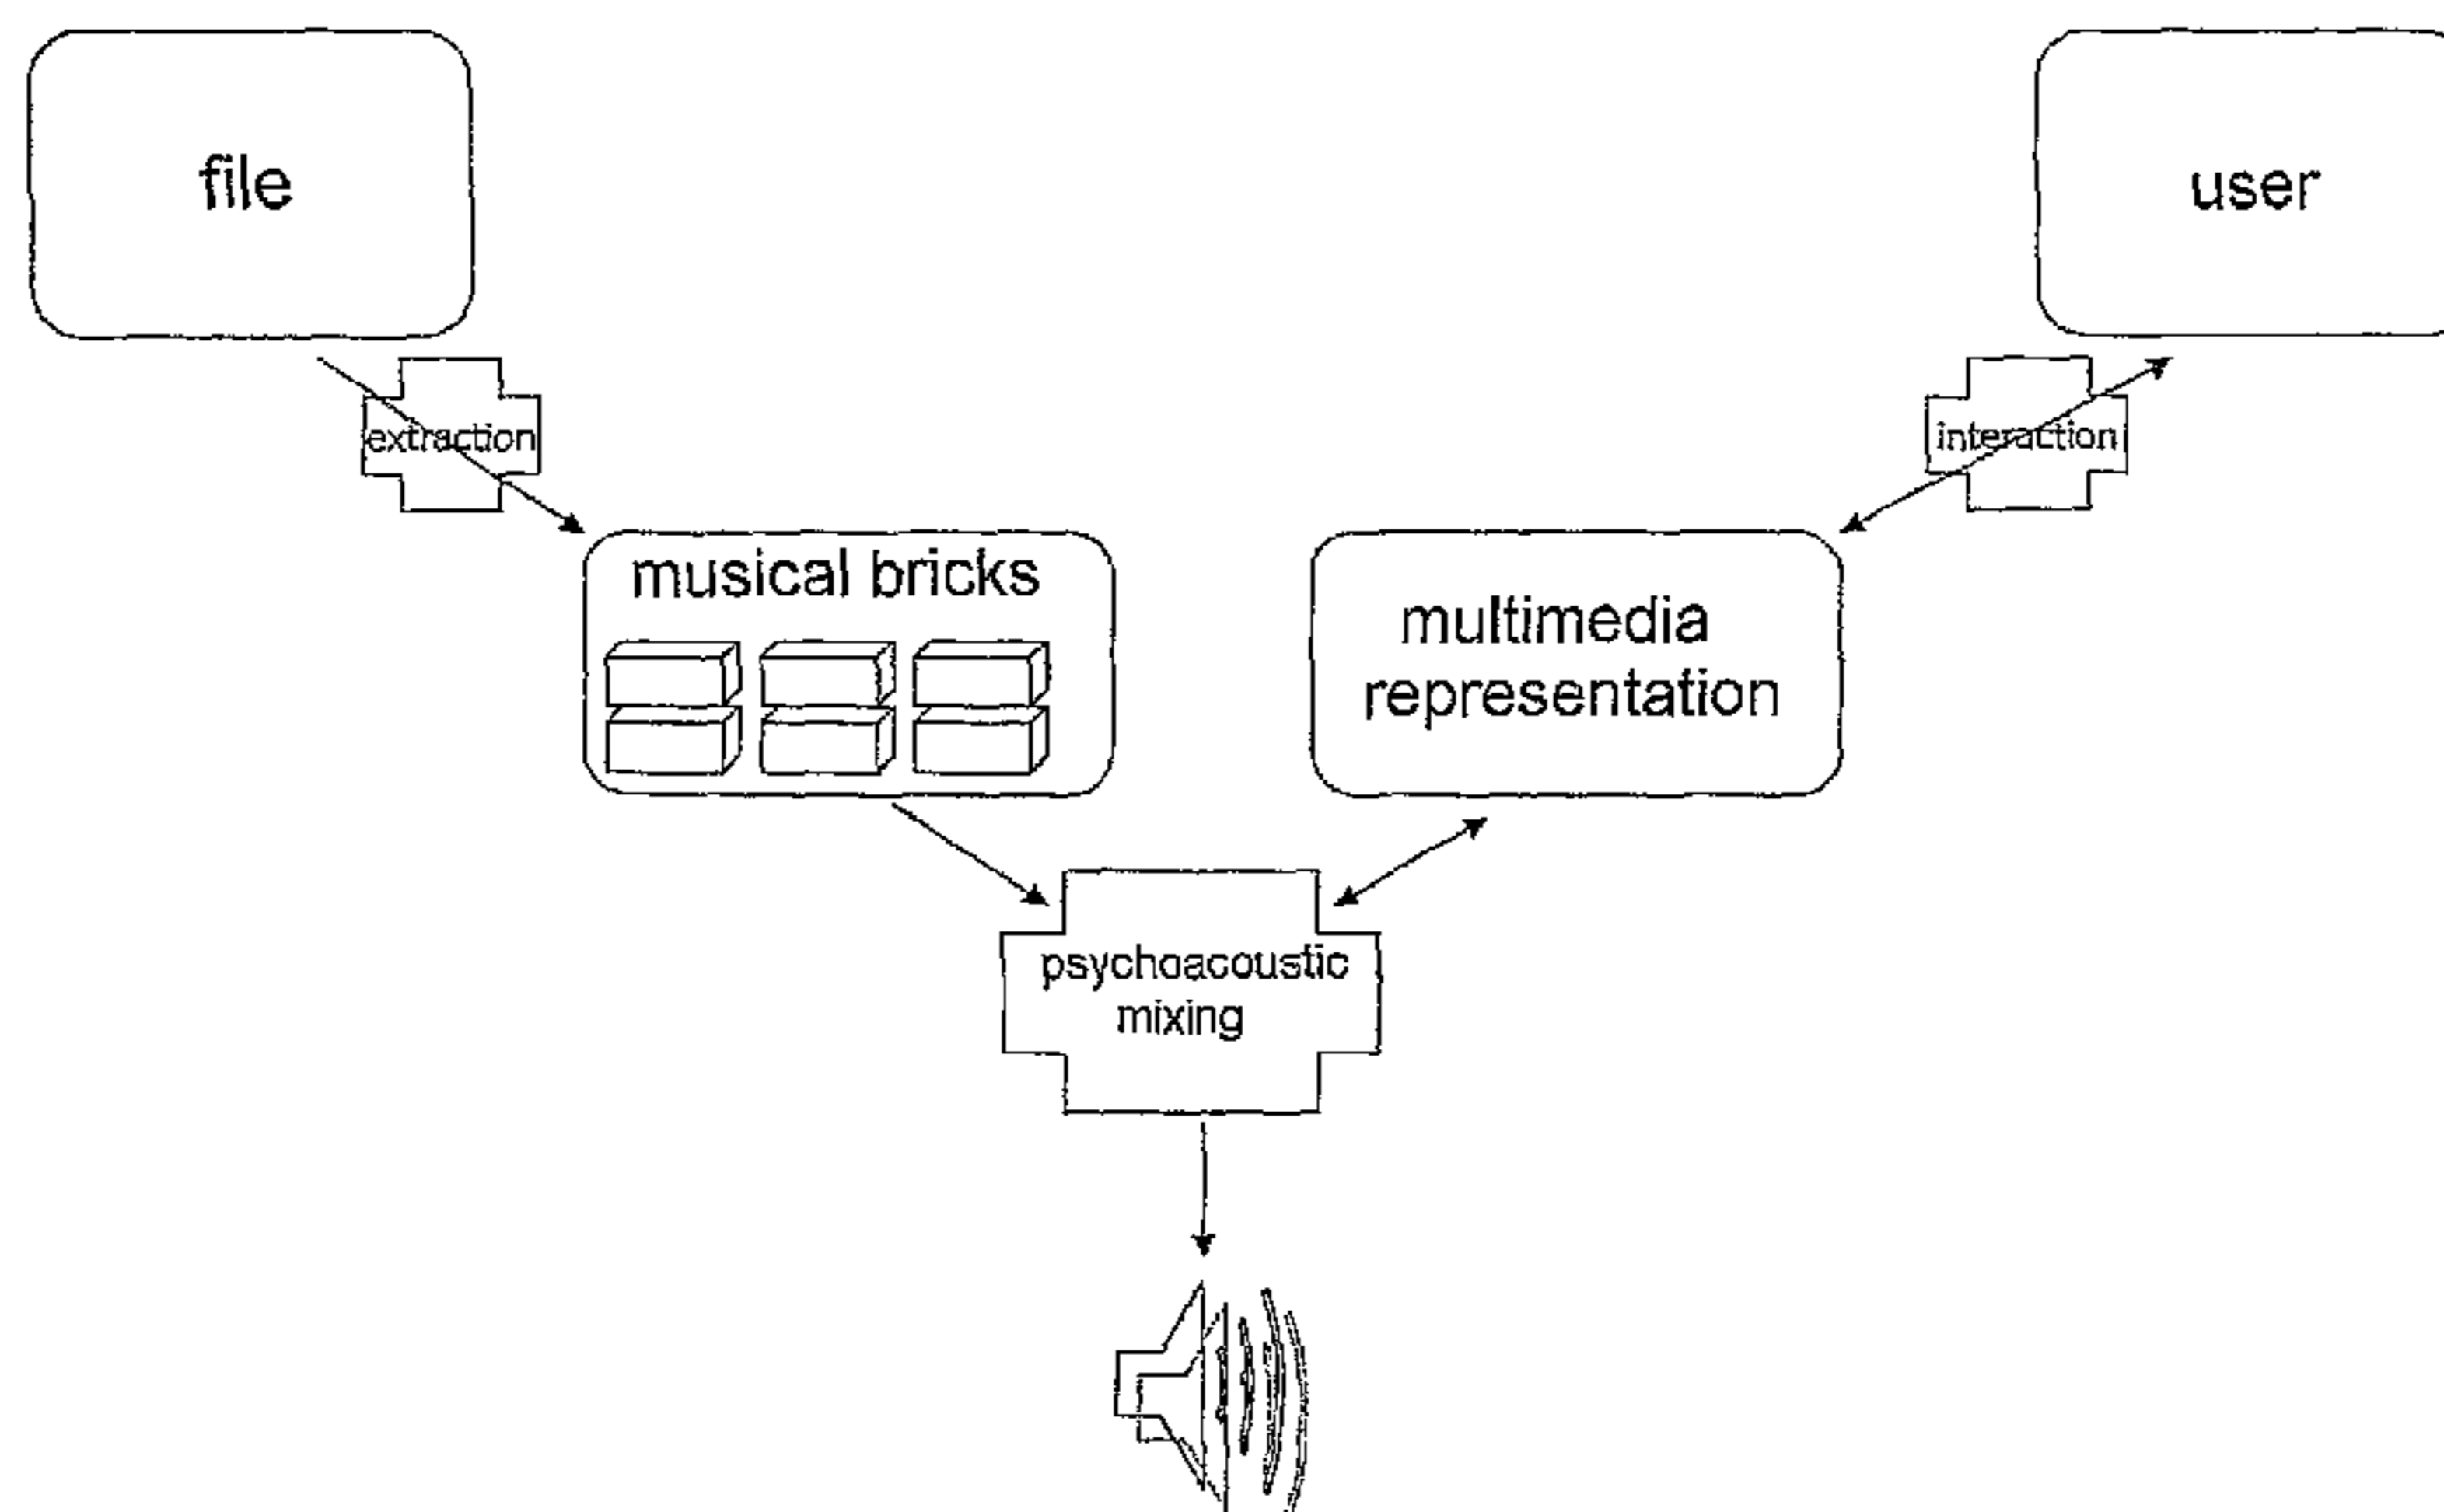 file
user
extraction
interaction
musical bricks
multimedia
representation
psychoacoustic
mixing